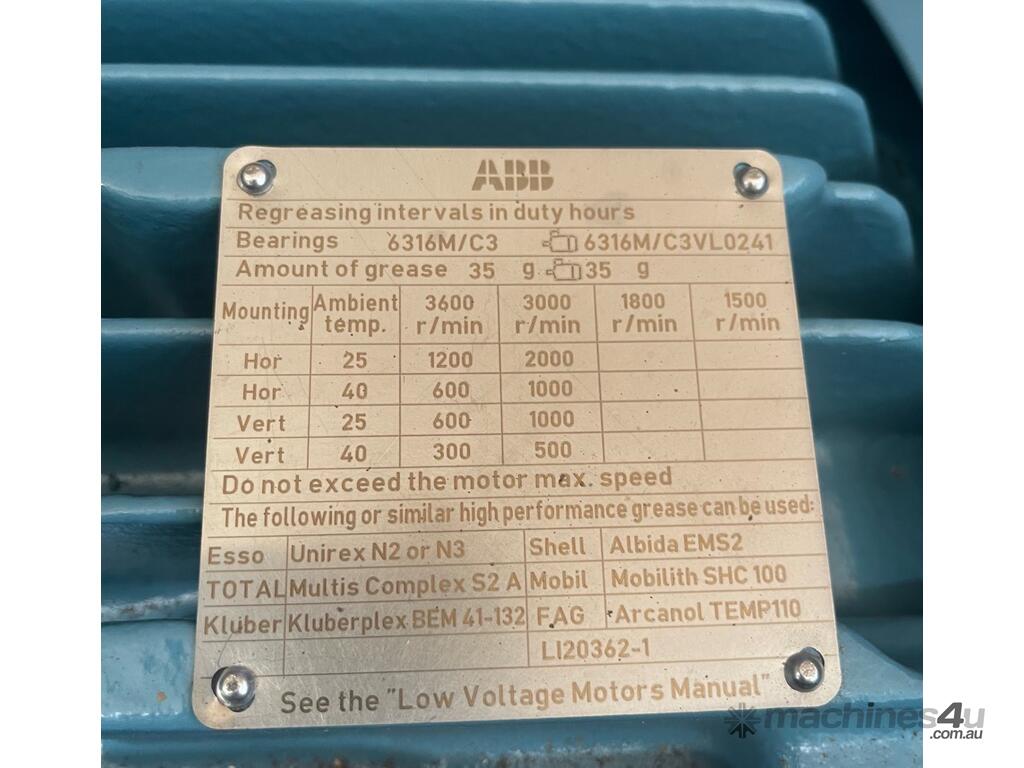 ABB
Regreasing intervals in duty hours
Bearings 6316M/C3 6316M/C3VL0241
Amount of grease 35 g 35 g
Mounting Ambient temp. 3600 r/min 3000 r/min 1800 r/min 1500 r/min
Hor 25 1200 2000
Hor 40 600 1000
Vert 25 600 1000
Vert 40 300 500
Do not exceed the motor max. speed
The following or similar high performance grease can be used:
Esso Unirex N2 or N3 Shell Albida EMS2
TOTAL Multis Complex S2 A Mobil Mobilith SHC 100
Kluber Kluberplex BEM 41-132 FAG Arcanol TEMP110
LI20362-1
See the "Low Voltage Motors Manual"
machines4u
.com.au